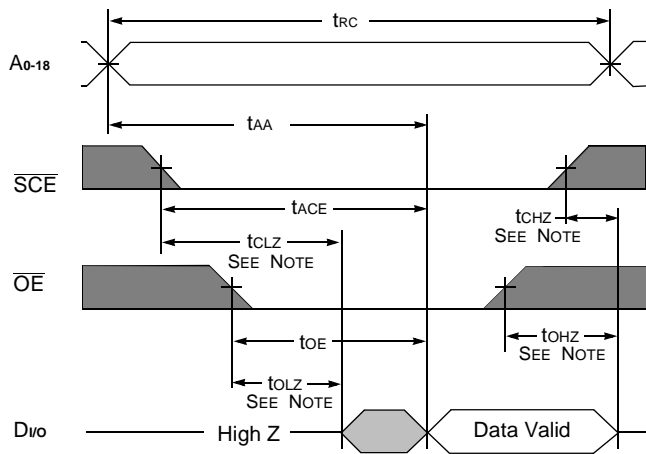 tRC
A0-18
tAA
SCE
tACE
tCHZ
SEE NOTE
tCLZ
SEE NOTE
OE
tOE
tOHZ
SEE NOTE
tOLZ
SEE NOTE
DI/O
High Z
Data Valid